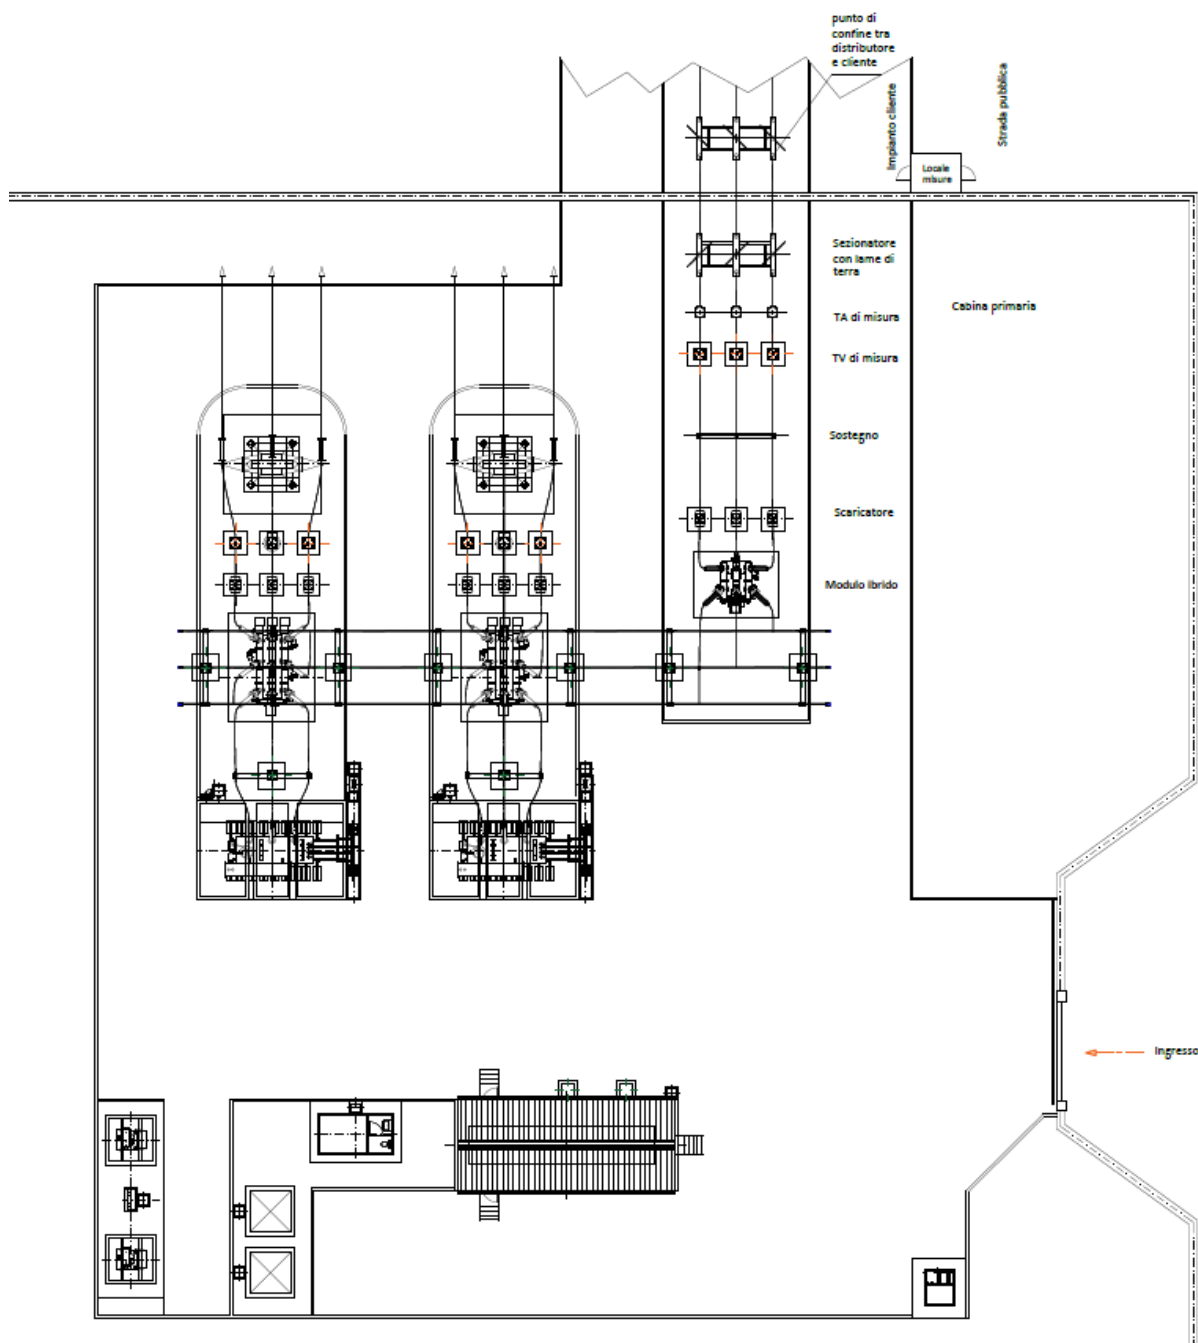 punto di
confine tra
distributore
e cliente
Impianto cliente
Strada pubblica
Locale
misure
Sezionatore
con lame di
terra
Cabina primaria
TA di misura
TV di misura
Sostegno
Scaricatore
Modulo ibrido
Ingresso